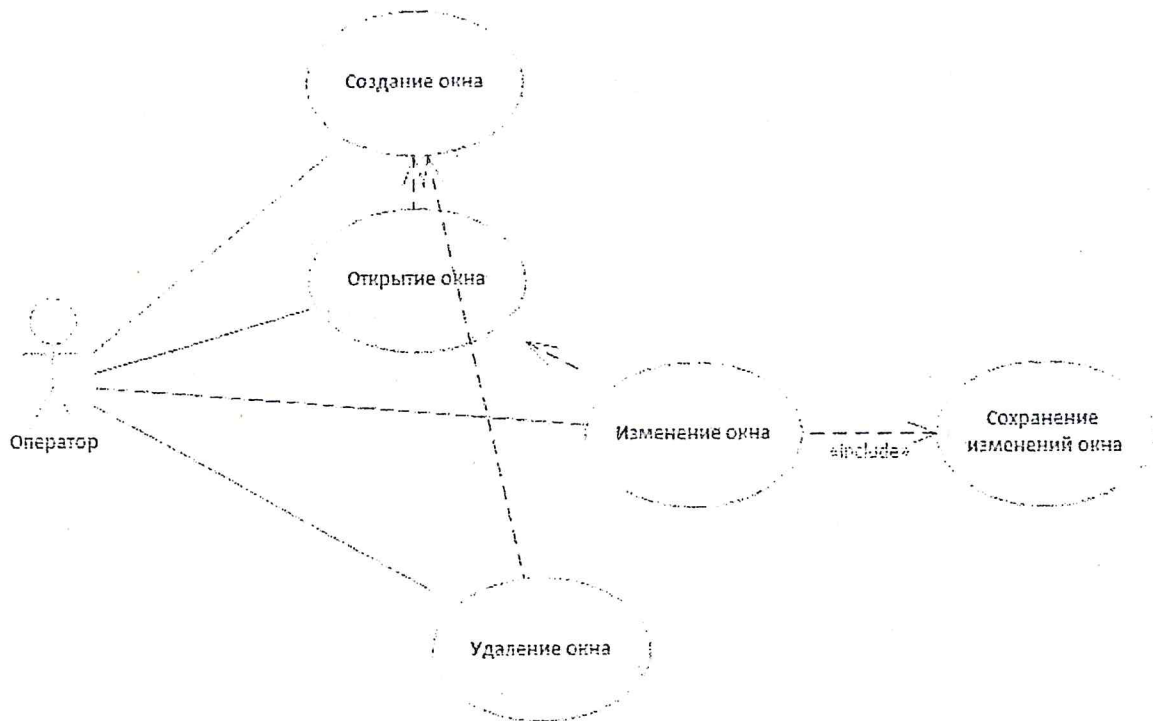 Создание окна
Открытие окна
Оператор
Изменение окна
«include»
Сохранение
изменений окна
Удаление окна